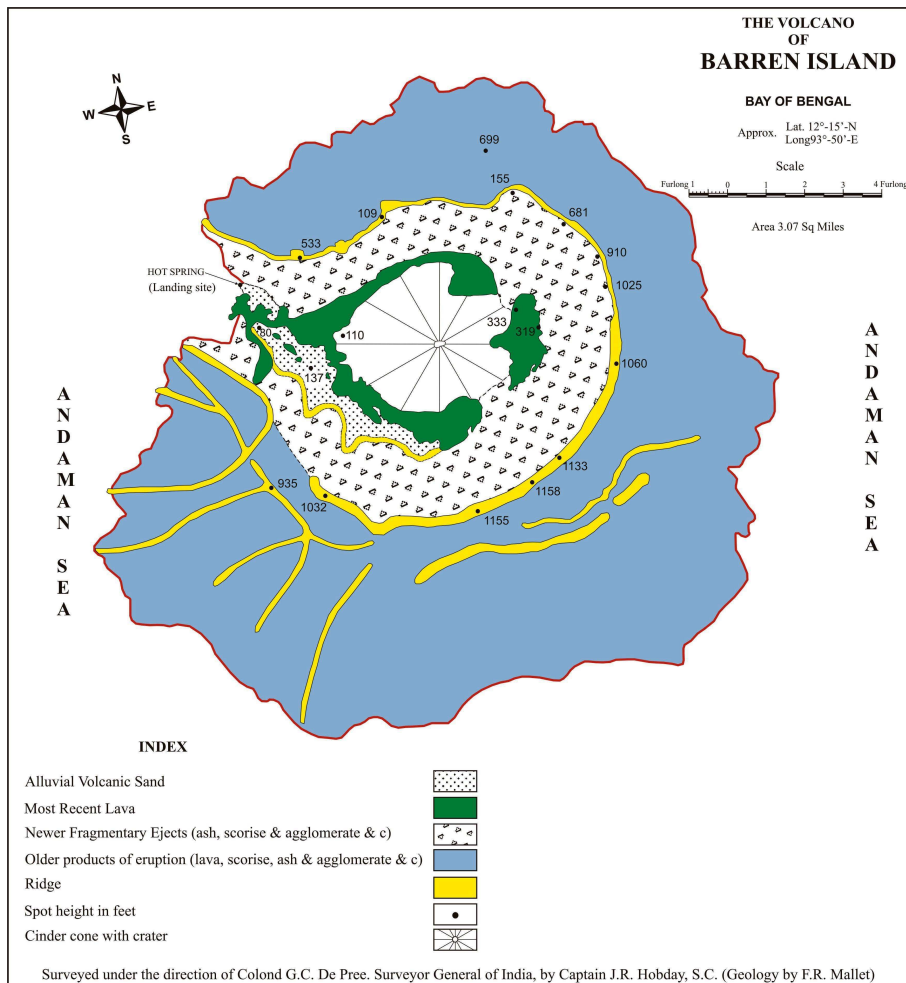 THE VOLCANO
OF
BARREN ISLAND
BAY OF BENGAL
Approx. Lat. 12°-15'-N
Long93°-50'-E
Scale
Furlong 1 0 1 2 3 4 Furlong
Area 3.07 Sq Miles
N
W E
S
699
155
109
681
533
910
HOT SPRING
(Landing site)
1025
333
80
110
319
1060
137
ANDAMAN SEA
ANDAMAN SEA
1133
935
1158
1032
1155
INDEX
Alluvial Volcanic Sand
Most Recent Lava
Newer Fragmentary Ejects (ash, scorise & agglomerate & c)
Older products of eruption (lava, scorise, ash & agglomerate & c)
Ridge
Spot height in feet
Cinder cone with crater
Surveyed under the direction of Colond G.C. De Pree. Surveyor General of India, by Captain J.R. Hobday, S.C. (Geology by F.R. Mallet)